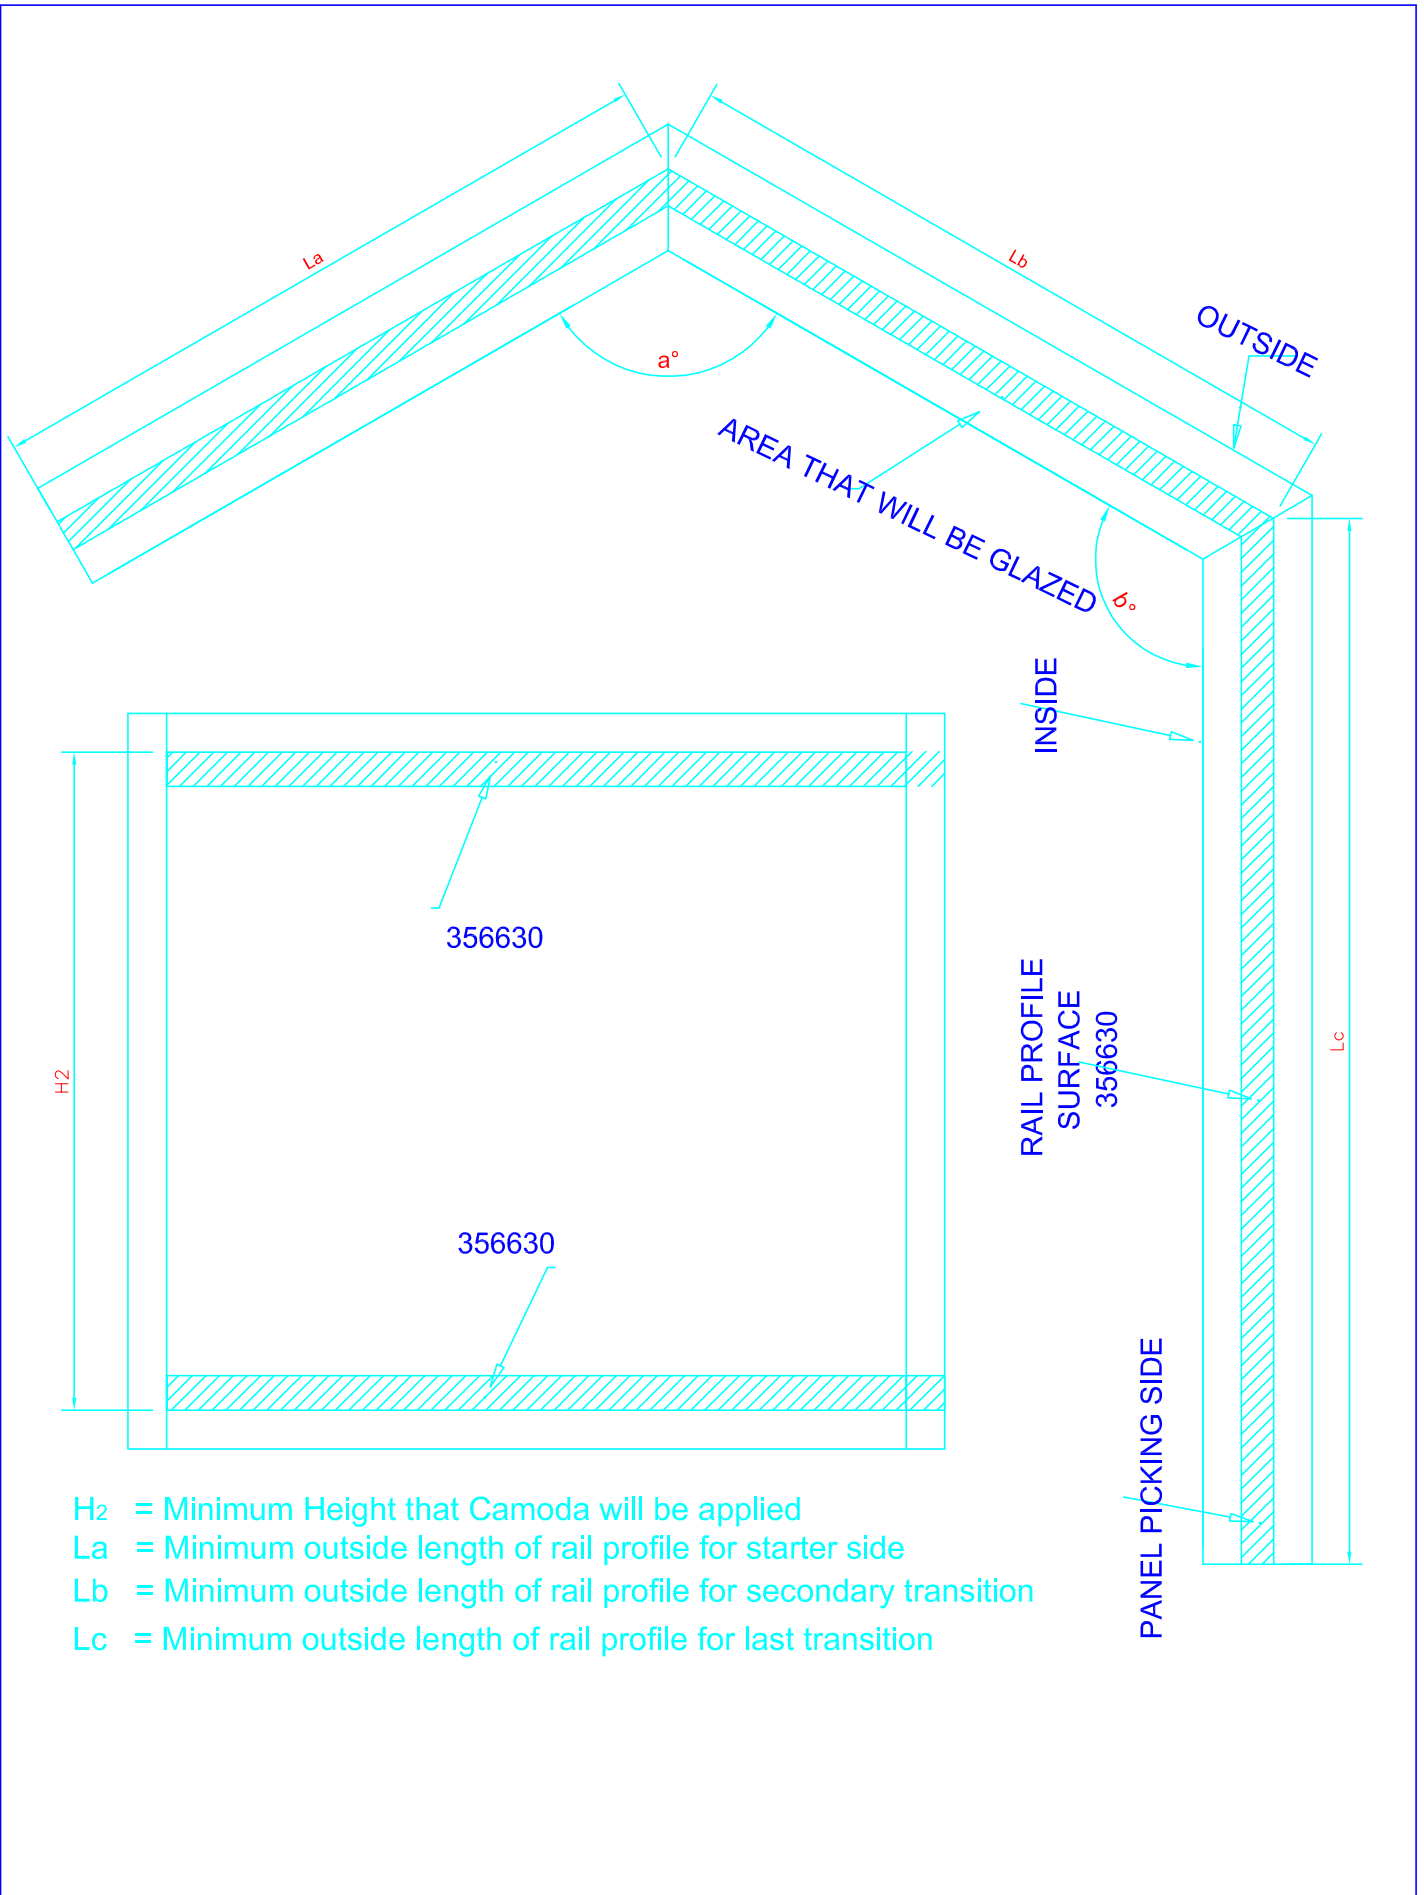 La
Lb
OUTSIDE
a°
AREA THAT WILL BE GLAZED
b°
INSIDE
356630
RAIL PROFILE
SURFACE
356630
Lc
H2
356630
PANEL PICKING SIDE
H2 = Minimum Height that Camoda will be applied
La = Minimum outside length of rail profile for starter side
Lb = Minimum outside length of rail profile for secondary transition
Lc = Minimum outside length of rail profile for last transition